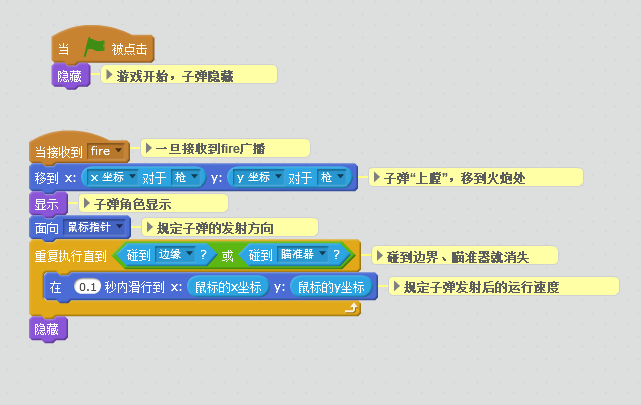 当 被点击
隐藏 游戏开始，子弹隐藏
当接收到 fire 一旦接收到fire广播
移到 x: x 坐标 对于 枪 y: y 坐标 对于 枪 子弹“上膛”，移到火炮处
显示 子弹角色显示
面向 鼠标指针 规定子弹的发射方向
重复执行直到 碰到 边缘 ? 或 碰到 瞄准器 ? 碰到边界、瞄准器就消失
在 0.1 秒内滑行到 x: 鼠标的x坐标 y: 鼠标的y坐标 规定子弹发射后的运行速度
隐藏